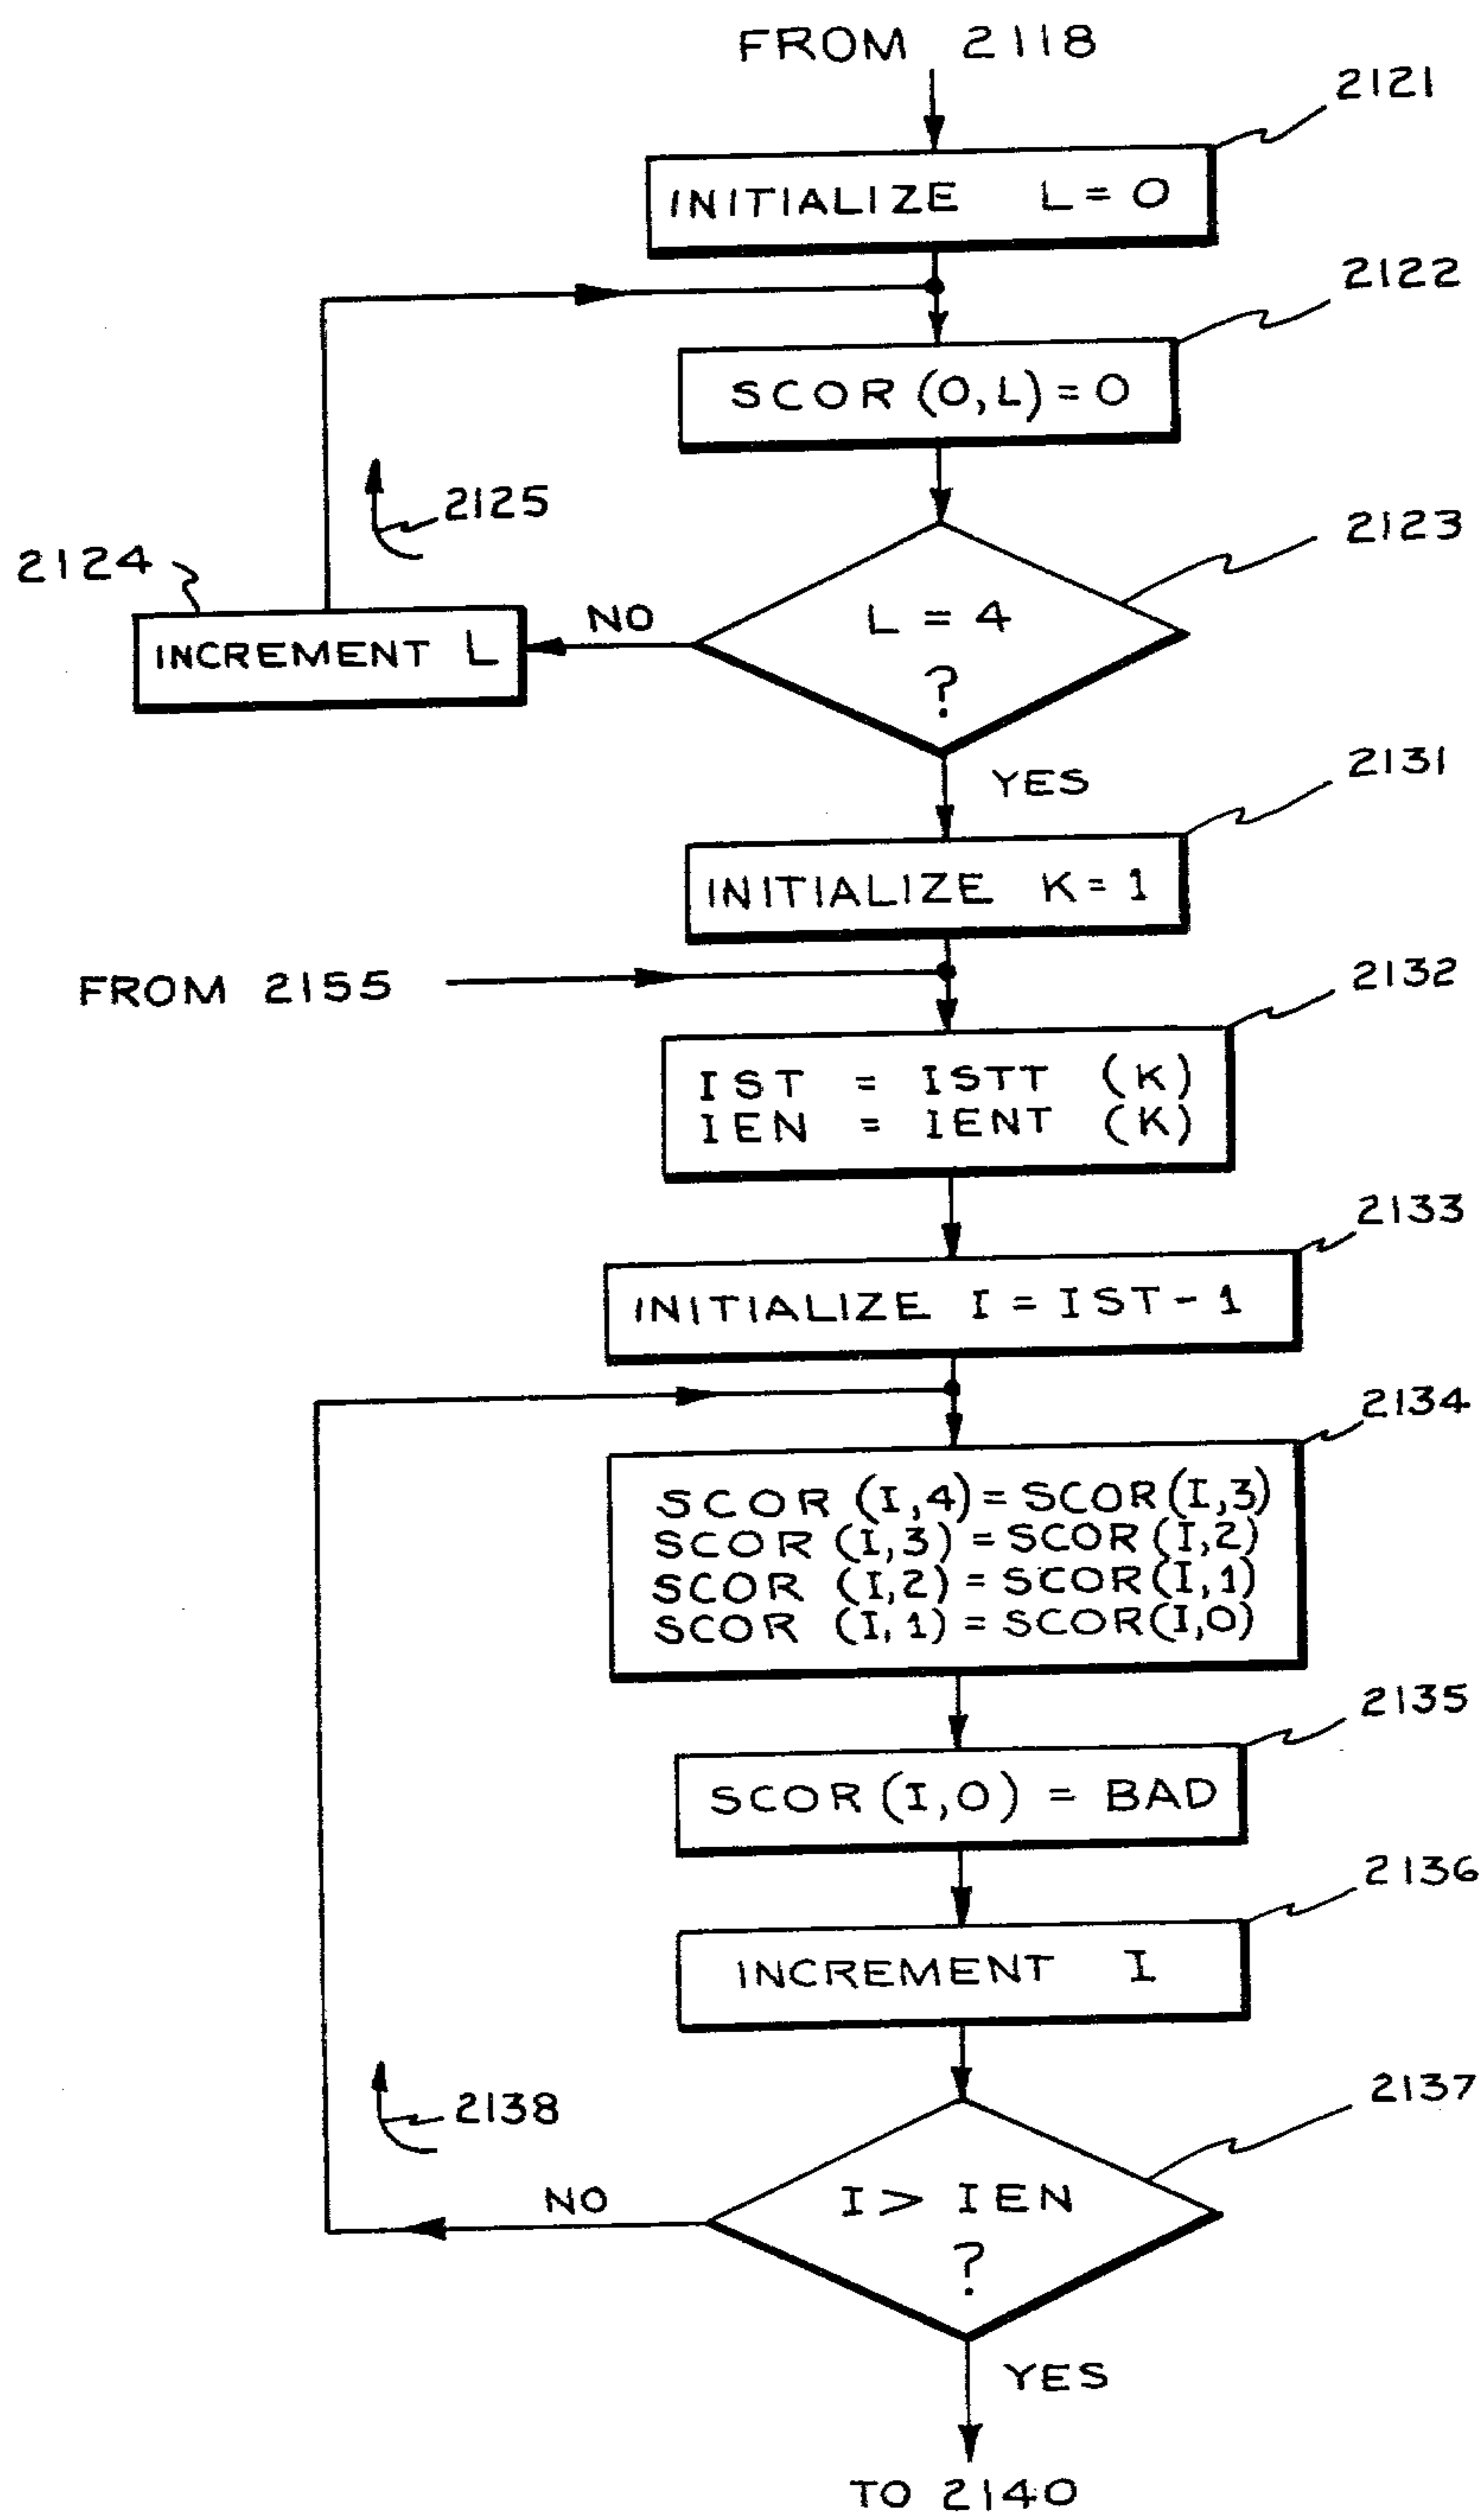 FROM 2118
2121
INITIALIZE L = 0
2122
SCOR (0, L) = 0
2125
2123
2124
L = 4
?
NO
INCREMENT L
YES
2131
INITIALIZE K = 1
FROM 2155
2132
IST = ISTT (K)
IEN = IENT (K)
2133
INITIALIZE I = IST - 1
2134
SCOR (I, 4) = SCOR (I, 3)
SCOR (I, 3) = SCOR (I, 2)
SCOR (I, 2) = SCOR (I, 1)
SCOR (I, 1) = SCOR (I, 0)
2135
SCOR (I, 0) = BAD
2136
INCREMENT I
2137
2138
I > IEN
?
NO
YES
TO 2140